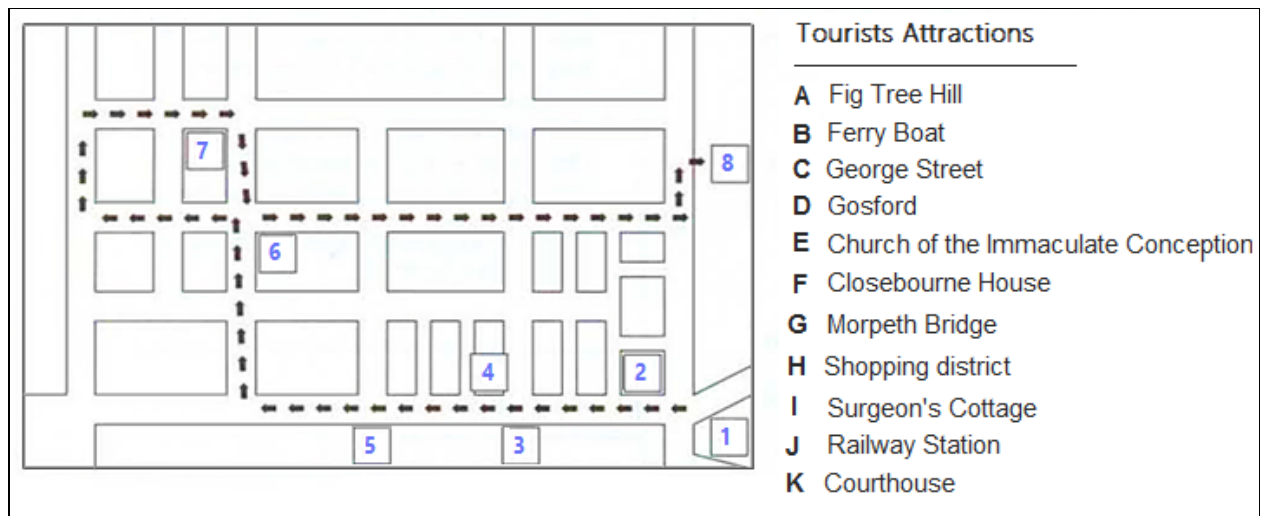 Tourists Attractions
A Fig Tree Hill
B Ferry Boat
C George Street
D Gosford
E Church of the Immaculate Conception
F Closebourne House
G Morpeth Bridge
H Shopping district
I Surgeon's Cottage
J Railway Station
K Courthouse
7
8
6
4
2
5
3
1